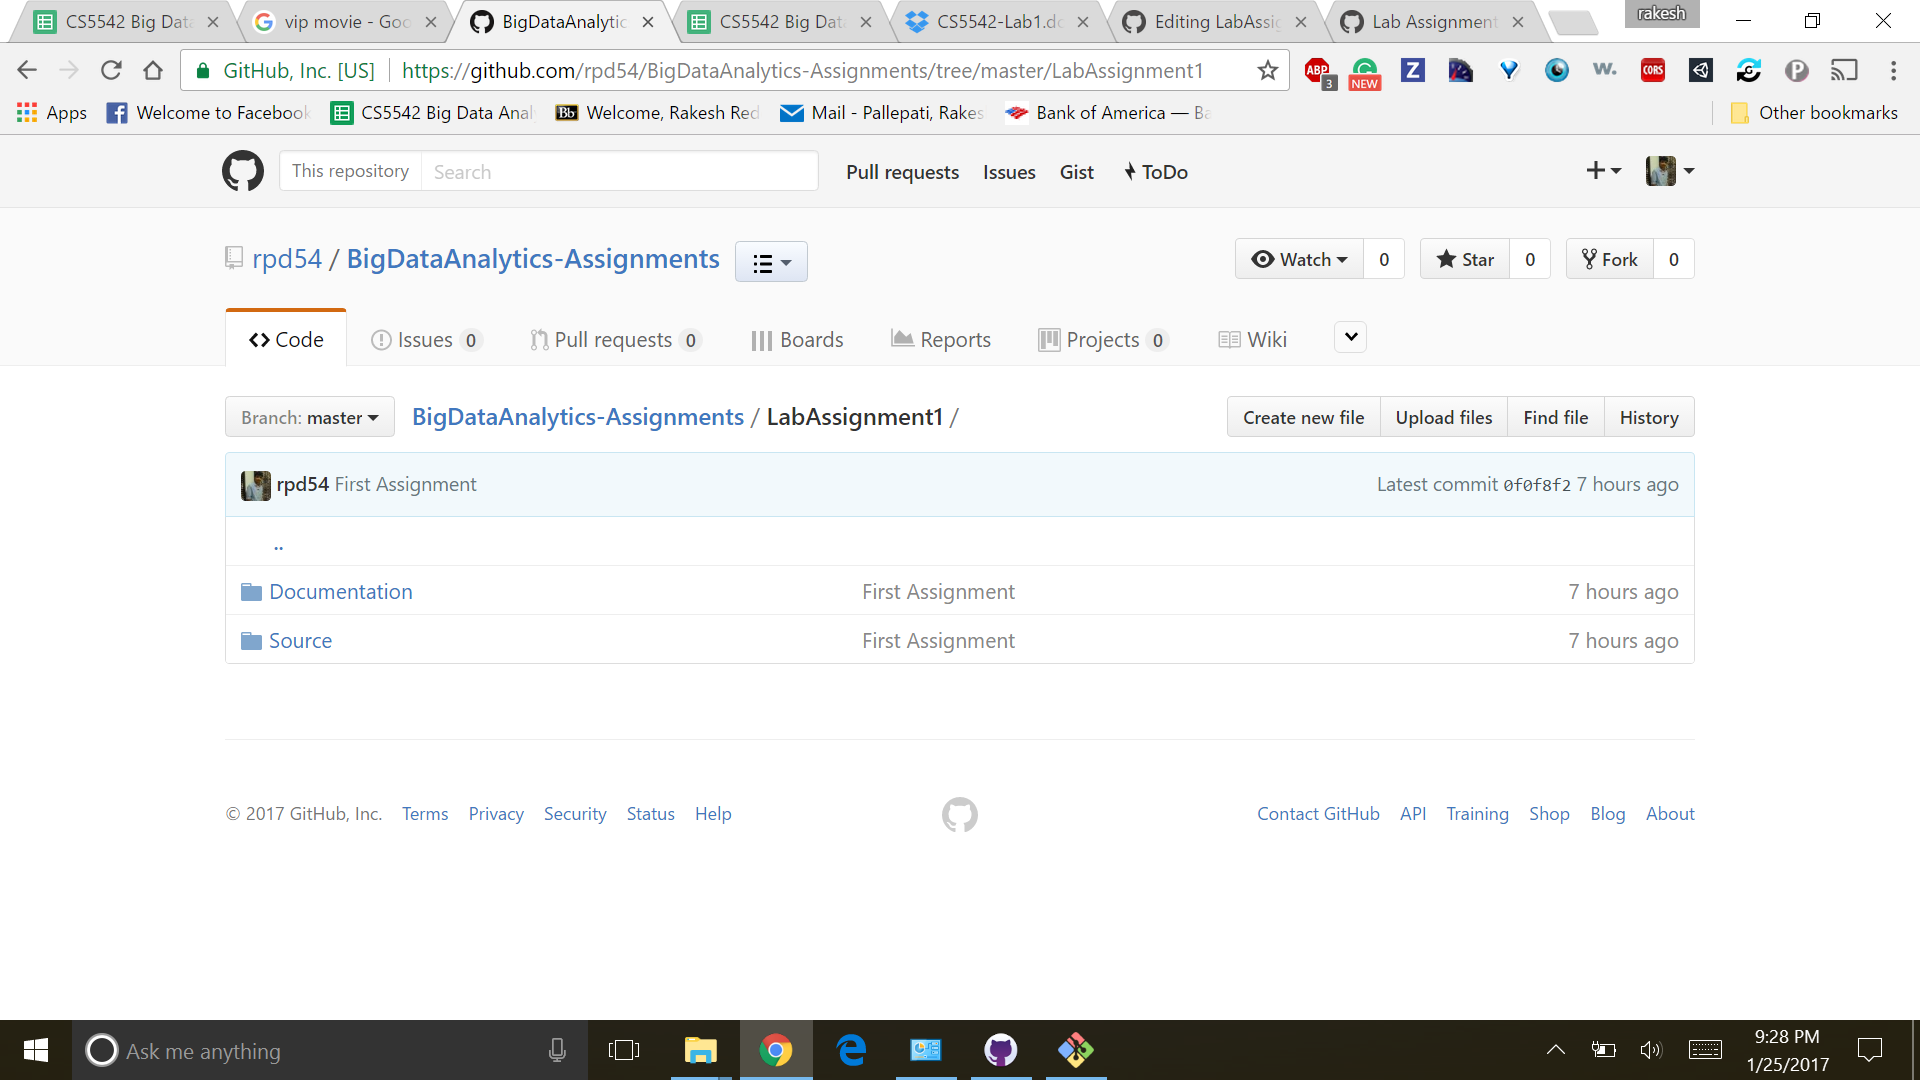 CS5542 Big Data
vip movie - Goo
BigDataAnalytic
CS5542 Big Data
CS5542-Lab1.do
Editing LabAssig
Lab Assignment
rakesh
GitHub, Inc. [US]
https://github.com/rpd54/BigDataAnalytics-Assignments/tree/master/LabAssignment1
ABP
3
NEW
Z
w.
CORS
P
Apps
Welcome to Facebook
CS5542 Big Data Anal
Bb
Welcome, Rakesh Red
Mail - Pallepati, Rakes
Bank of America — Ba
Other bookmarks
This repository
Search
Pull requests
Issues
Gist
ToDo
rpd54 / BigDataAnalytics-Assignments
Watch
0
Star
0
Fork
0
Code
Issues 0
Pull requests 0
Boards
Reports
Projects 0
Wiki
Branch: master
BigDataAnalytics-Assignments / LabAssignment1 /
Create new file
Upload files
Find file
History
rpd54 First Assignment
Latest commit 0f0f8f2 7 hours ago
..
Documentation
First Assignment
7 hours ago
Source
First Assignment
7 hours ago
© 2017 GitHub, Inc.
Terms
Privacy
Security
Status
Help
Contact GitHub
API
Training
Shop
Blog
About
Ask me anything
9:28 PM
1/25/2017